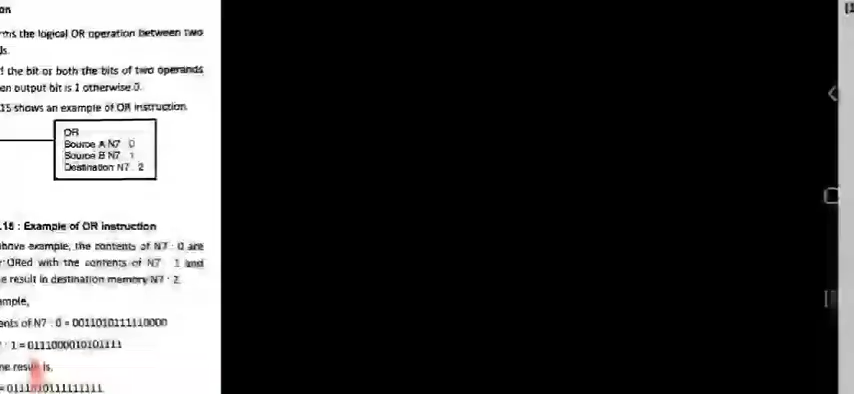 on
ms the logical OR operation between two
ds.
f the bit or both the bits of two operands
en output bit is 1 otherwise 0.
15 shows an example of OR instruction.
OR
Source A N7 : 0
Source B N7 : 1
Destination N7 : 2
.15 : Example of OR instruction
above example, the contents of N7 : 0 are
ORed with the contents of N7 : 1 and
e result in destination memory N7 : 2.
ample,
ents of N7 : 0 = 0011010111110000
: 1 = 0111000010101111
he result is,
= 0111010111111111